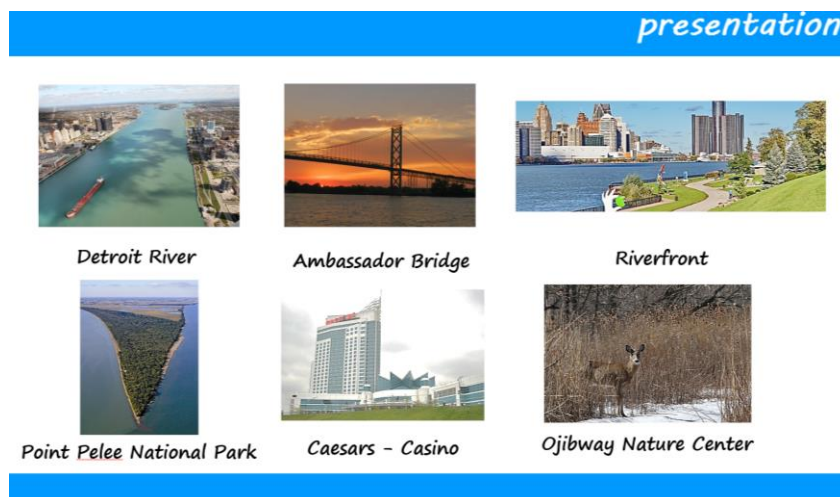 presentation
Detroit River
Ambassador Bridge
Riverfront
Point Pelee National Park
Caesars - Casino
Ojibway Nature Center